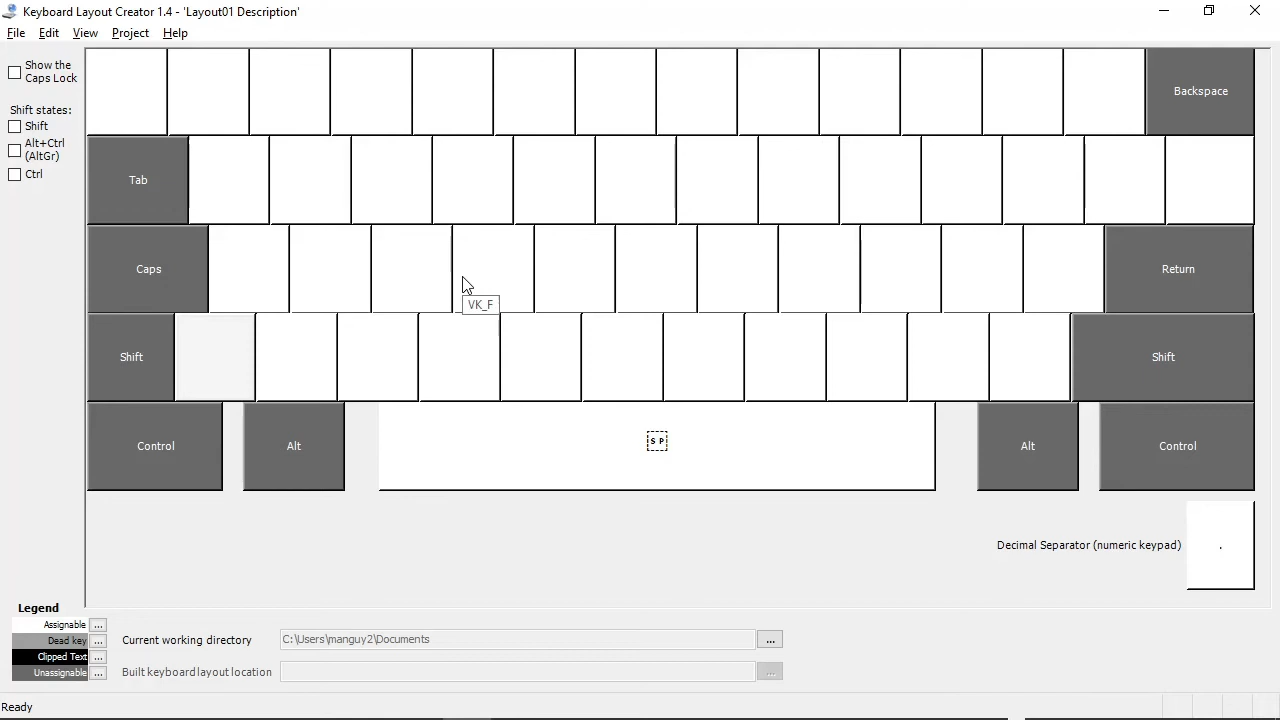 Keyboard Layout Creator 1.4 - 'Layout01 Description'
File Edit View Project Help
Show the
Caps Lock
Shift states:
Shift
Alt+Ctrl
(AltGr)
Ctrl
Backspace
Tab
Caps
VK_F
Return
Shift
Shift
Control
Alt
S P
Alt
Control
Decimal Separator (numeric keypad)
.
Legend
Assignable ...
Dead key ...
Clipped Text ...
Unassignable ...
Current working directory C:\Users\manguy2\Documents ...
Built keyboard layout location ...
Ready